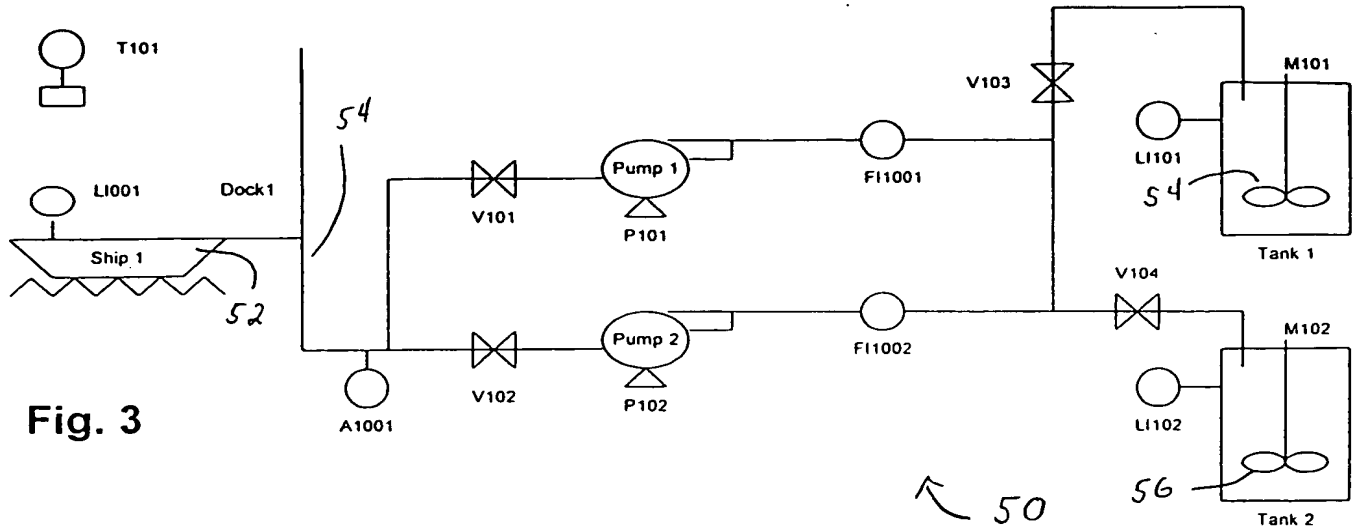 T101
54
M101
V103
LI001
Dock1
Pump 1
FI1001
LI101
54
V101
P101
Ship 1
52
Tank 1
V104
Pump 2
M102
FI1002
A1001
V102
P102
LI102
Fig. 3
50
56
Tank 2